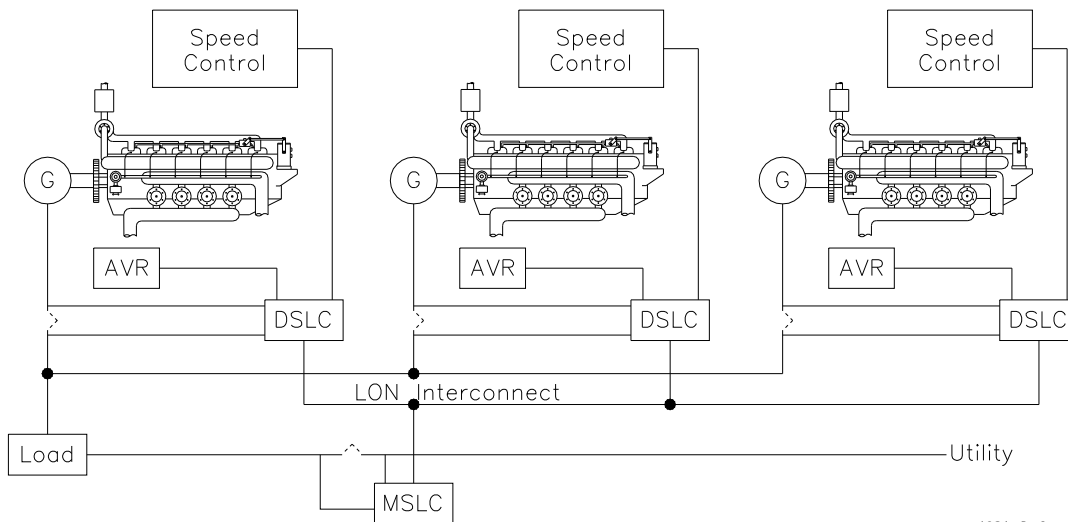 Speed
Control
Speed
Control
Speed
Control
G
G
G
AVR
AVR
AVR
DSLC
DSLC
DSLC
LON Interconnect
Load
Utility
MSLC